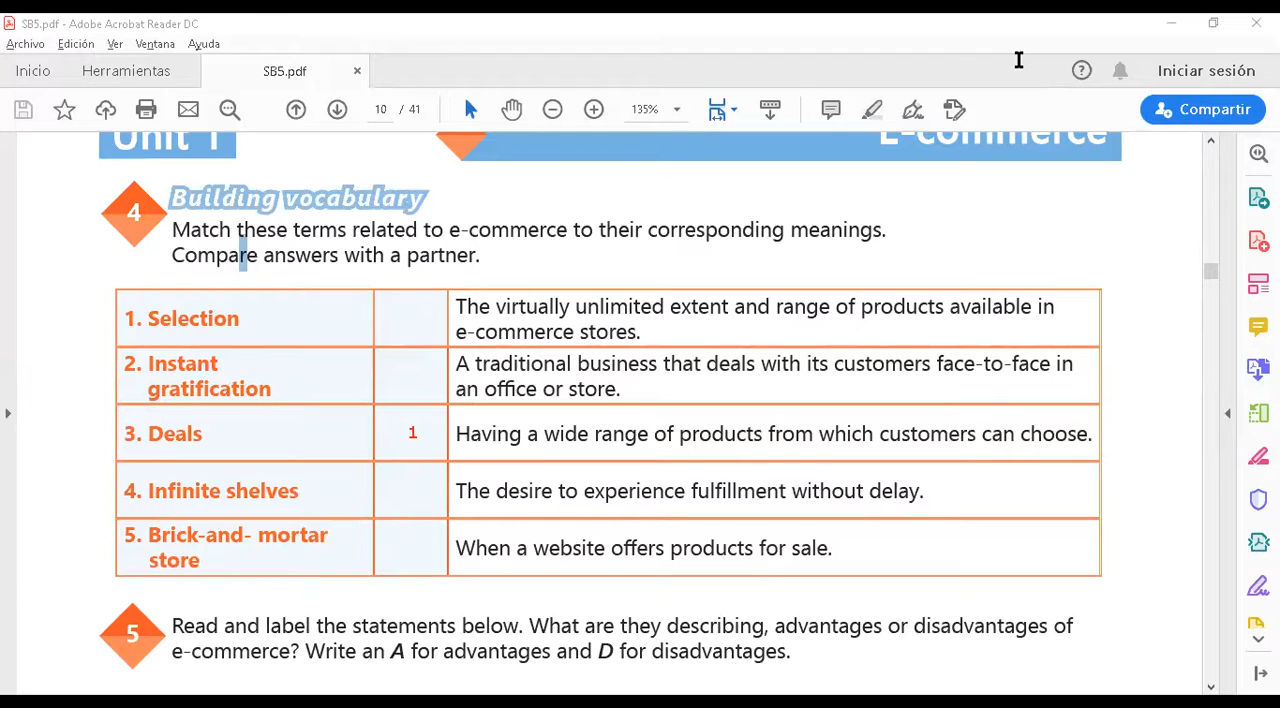 SB5.pdf - Adobe Acrobat Reader DC
Archivo Edición Ver Ventana Ayuda
Inicio Herramientas SB5.pdf × Iniciar sesión
10 / 41 135% Compartir
Unit 1 E-commerce
4 Building vocabulary
Match these terms related to e-commerce to their corresponding meanings.
Compare answers with a partner.
1. Selection
The virtually unlimited extent and range of products available in
e-commerce stores.
2. Instant
gratification
A traditional business that deals with its customers face-to-face in
an office or store.
3. Deals 1 Having a wide range of products from which customers can choose.
4. Infinite shelves The desire to experience fulfillment without delay.
5. Brick-and- mortar
store
When a website offers products for sale.
5 Read and label the statements below. What are they describing, advantages or disadvantages of
e-commerce? Write an A for advantages and D for disadvantages.